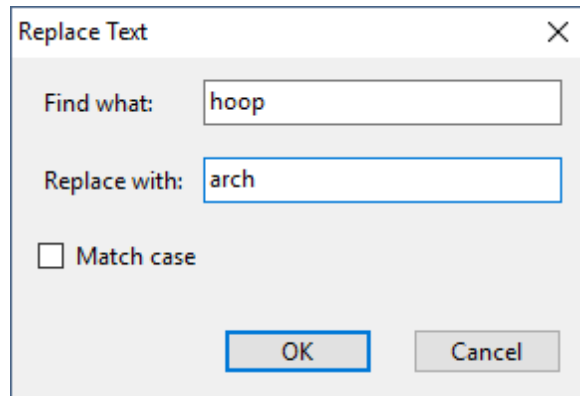 Replace Text
Find what: hoop
Replace with: arch
Match case
OK Cancel